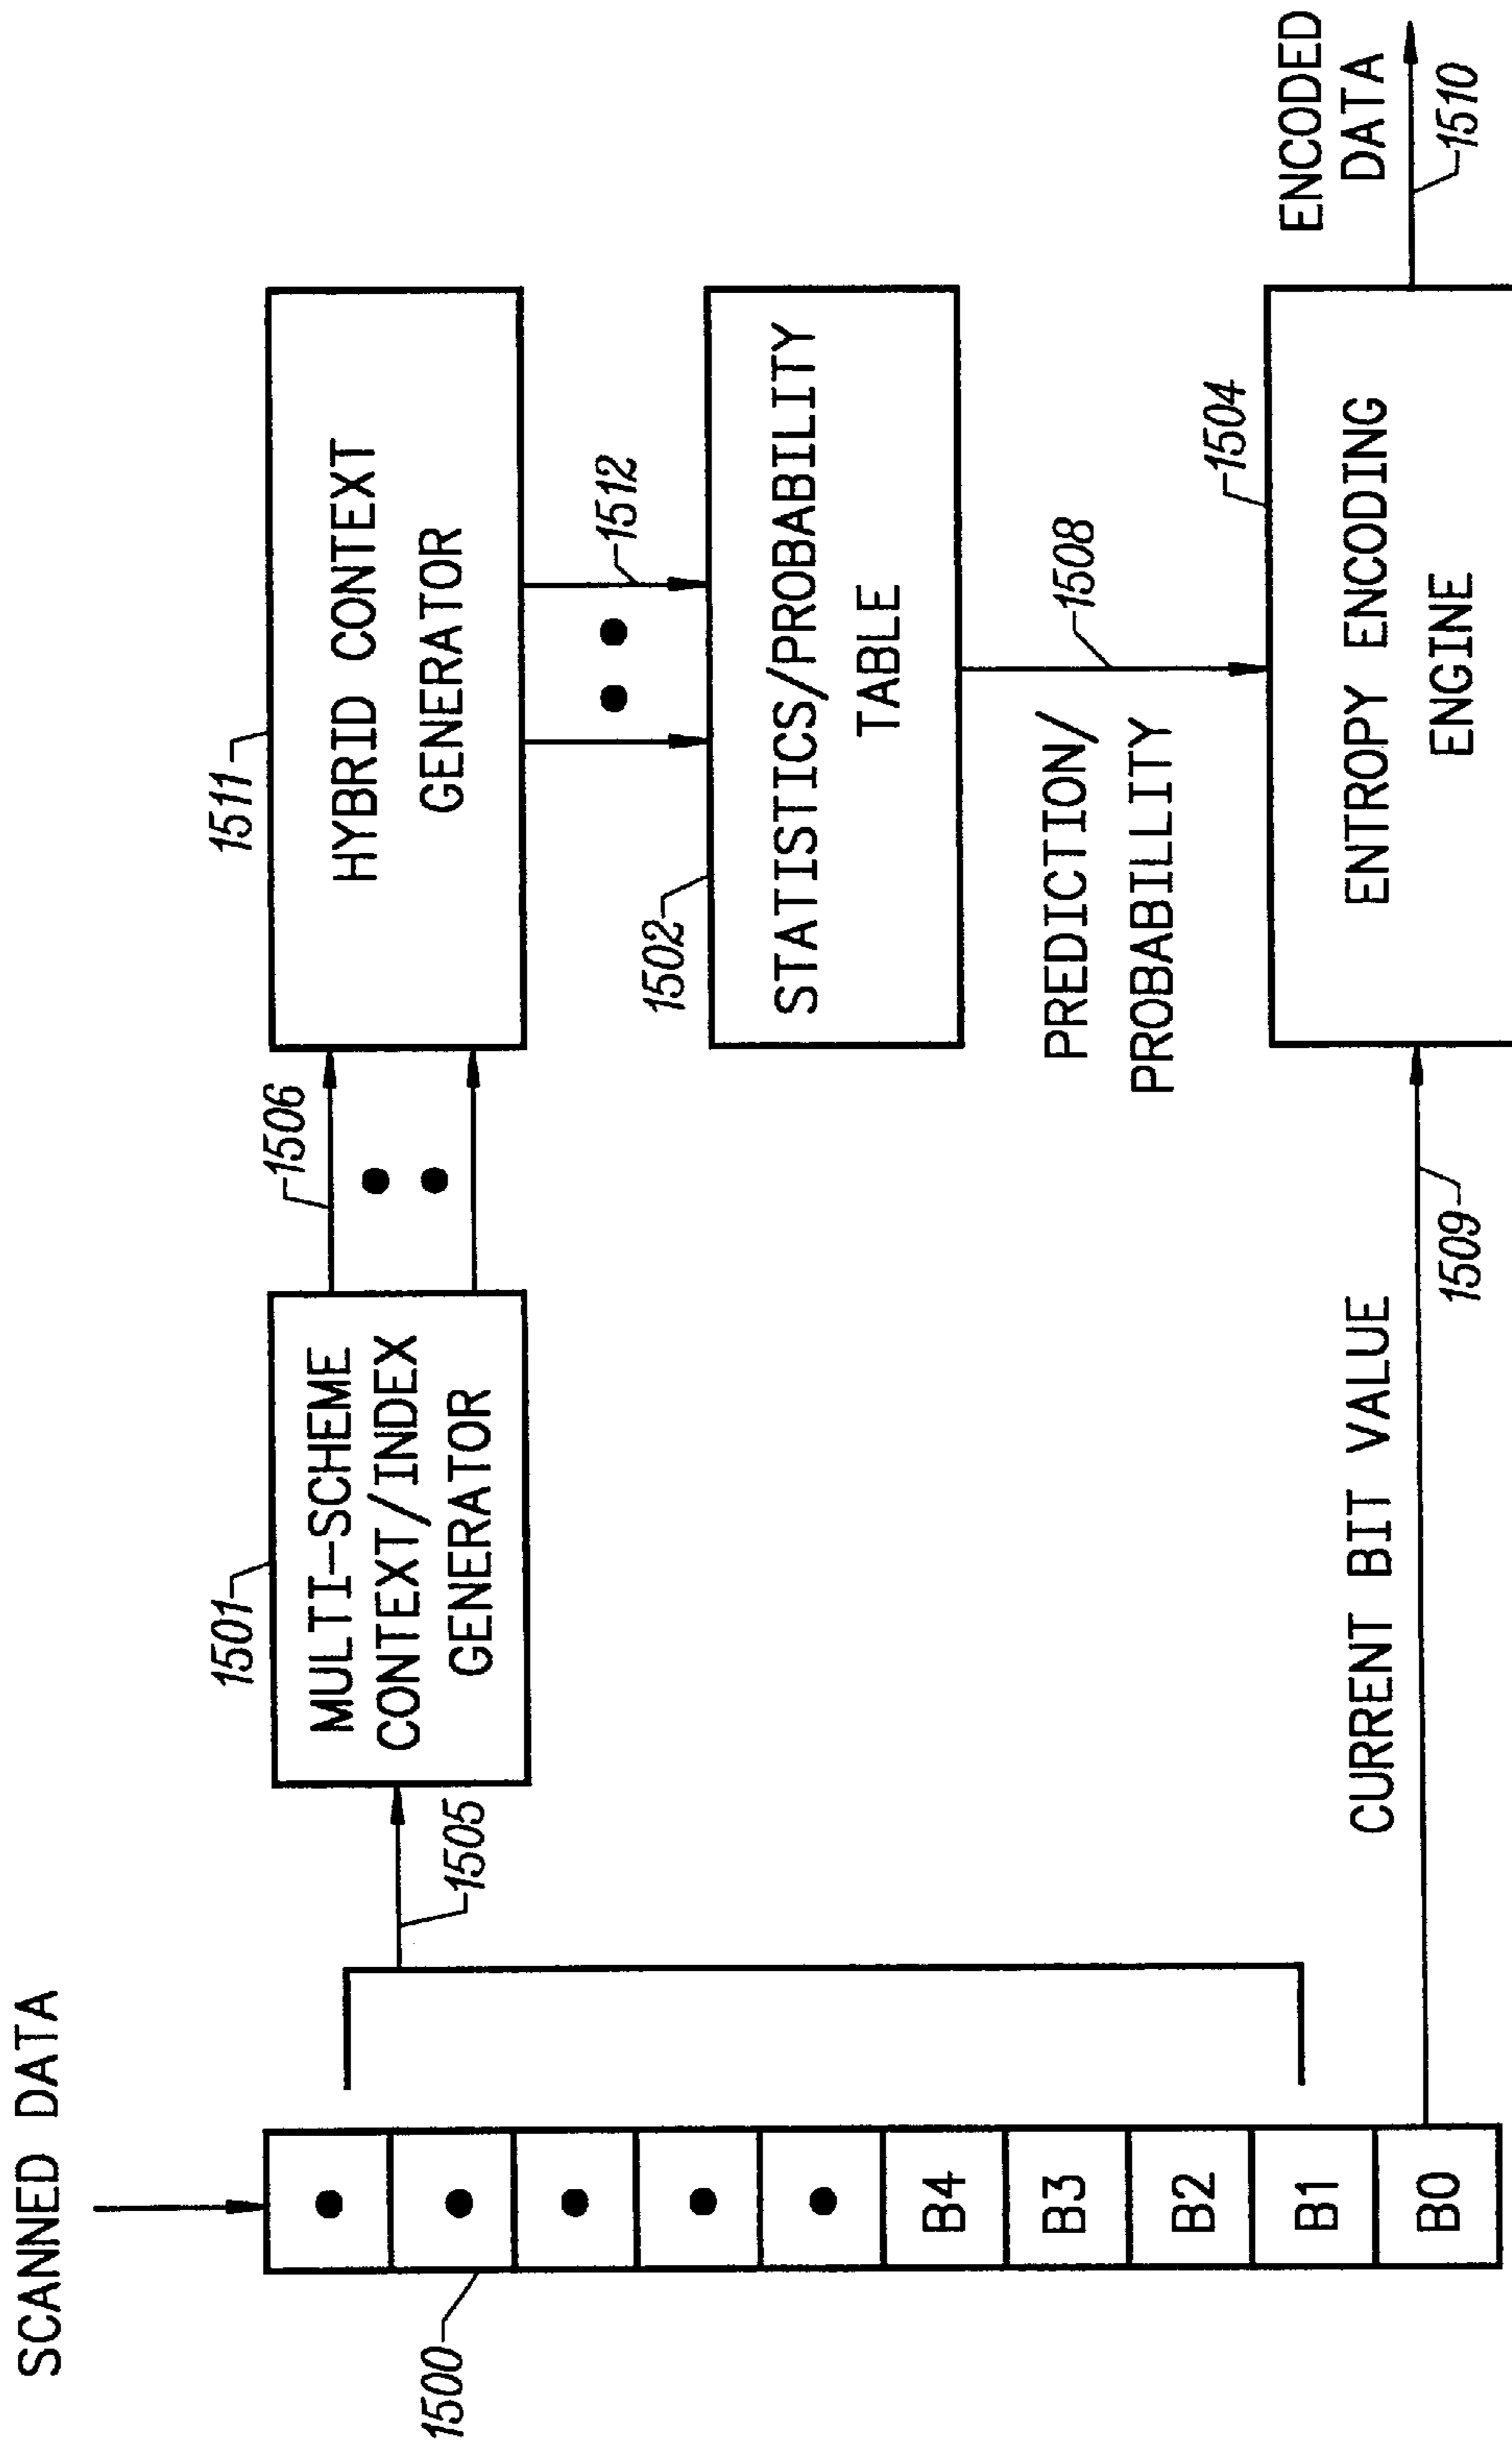 SCANNED DATA
1500
B4
B3
B2
B1
B0
1505
1501
MULTI-SCHEME
CONTEXT/INDEX
GENERATOR
1506
1511
HYBRID CONTEXT
GENERATOR
1512
1502
STATISTICS/PROBABILITY
TABLE
PREDICTION/
PROBABILLITY
1508
CURRENT BIT VALUE
1509
1504
ENTROPY ENCODING
ENGINE
ENCODED
DATA
1510